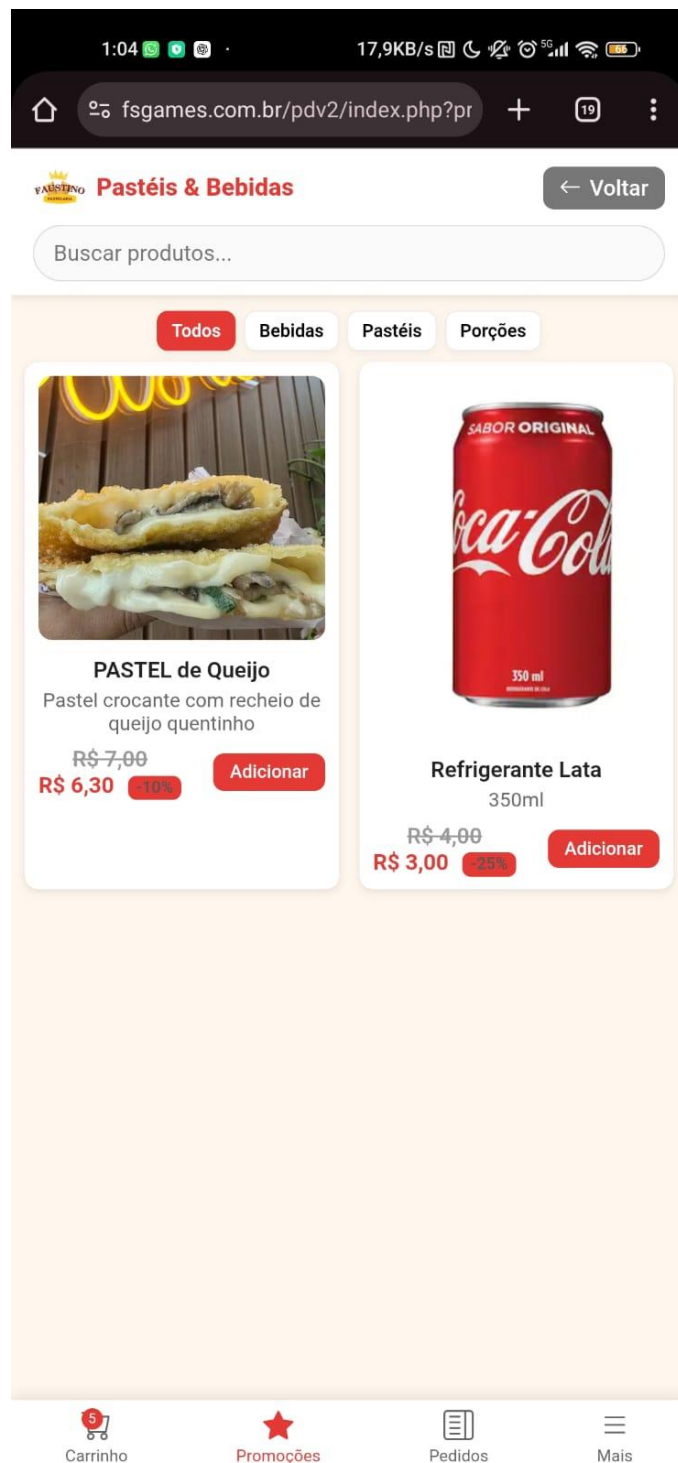 1:04
17,9KB/s 5G 66
fsgames.com.br/pdv2/index.php?pr
19
FAUSTINO
Pastéis & Bebidas
← Voltar
Buscar produtos...
Todos
Bebidas
Pastéis
Porções
PASTEL de Queijo
Pastel crocante com recheio de
queijo quentinho
R$ 7,00
R$ 6,30 -10%
Adicionar
SABOR ORIGINAL
Coca-Cola
350 ml
Refrigerante Lata
350ml
R$ 4,00
R$ 3,00 -25%
Adicionar
5
Carrinho
Promoções
Pedidos
Mais